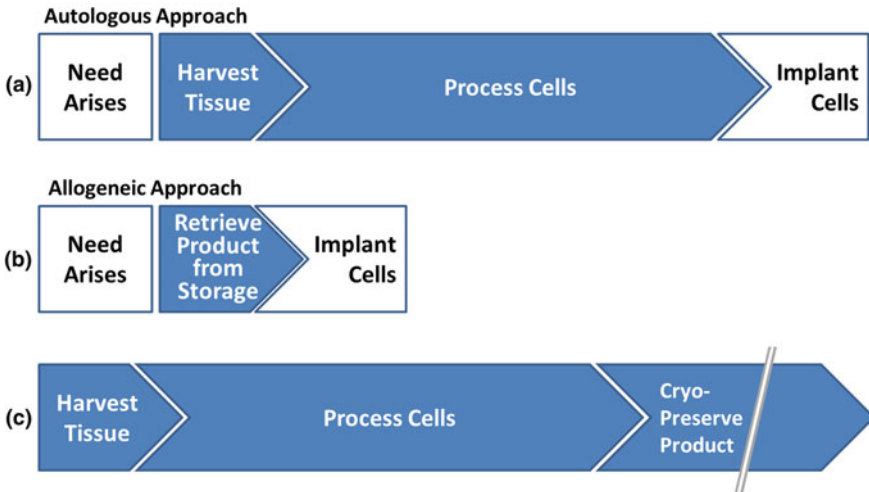 Autologous Approach
(a)
Need
Arises
Harvest
Tissue
Process Cells
Implant
Cells
Allogeneic Approach
(b)
Need
Arises
Retrieve
Product
from
Storage
Implant
Cells
(c)
Harvest
Tissue
Process Cells
Cryo-
Preserve
Product